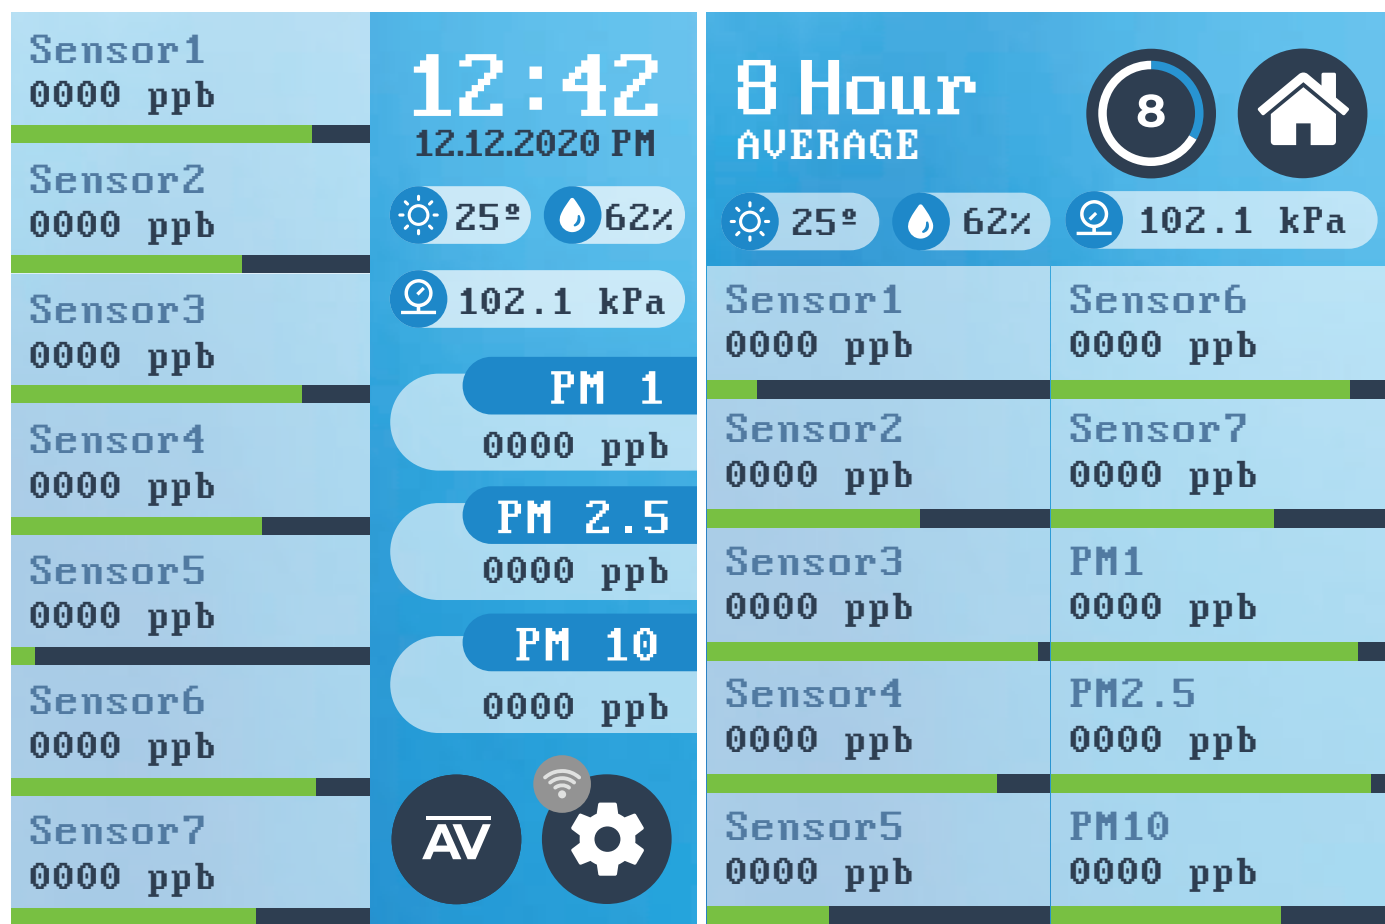 Sensor1
0000 ppb
Sensor2
0000 ppb
Sensor3
0000 ppb
Sensor4
0000 ppb
Sensor5
0000 ppb
Sensor6
0000 ppb
Sensor7
0000 ppb
12:42
12.12.2020 PM
25º
62%
102.1 kPa
PM 1
0000 ppb
PM 2.5
0000 ppb
PM 10
0000 ppb
AV
8 Hour
AVERAGE
8
25º
62%
102.1 kPa
Sensor1
0000 ppb
Sensor2
0000 ppb
Sensor3
0000 ppb
Sensor4
0000 ppb
Sensor5
0000 ppb
Sensor6
0000 ppb
Sensor7
0000 ppb
PM1
0000 ppb
PM2.5
0000 ppb
PM10
0000 ppb